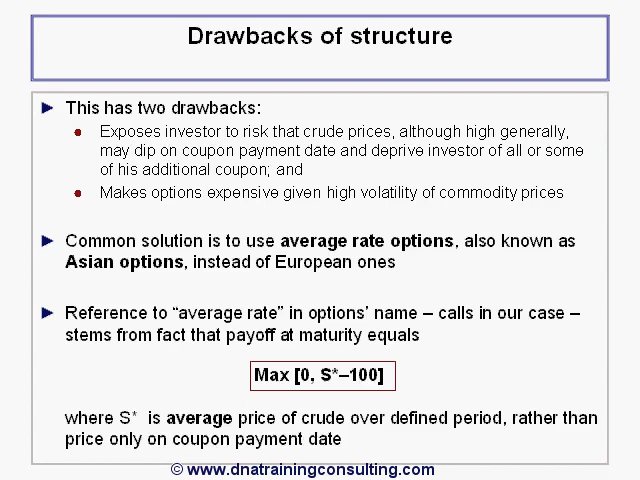 Drawbacks of structure
► This has two drawbacks:
● Exposes investor to risk that crude prices, although high generally,
may dip on coupon payment date and deprive investor of all or some
of his additional coupon; and
● Makes options expensive given high volatility of commodity prices
► Common solution is to use average rate options, also known as
Asian options, instead of European ones
► Reference to “average rate” in options’ name – calls in our case –
stems from fact that payoff at maturity equals
Max [0, S*–100]
where S* is average price of crude over defined period, rather than
price only on coupon payment date
© www.dnatrainingconsulting.com